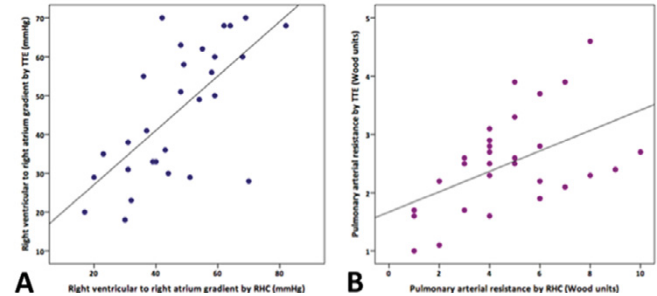 70
60
50
40
30
20
10
Right ventricular to right atrium gradient by TTE (mmHg)
20 40 60 80
A Right ventricular to right atrium gradient by RHC (mmHg)
5
4
3
2
1
Pulmonary arterial resistance by TTE (Wood units)
0 2 4 6 8 10
B Pulmonary arterial resistance by RHC (Wood units)